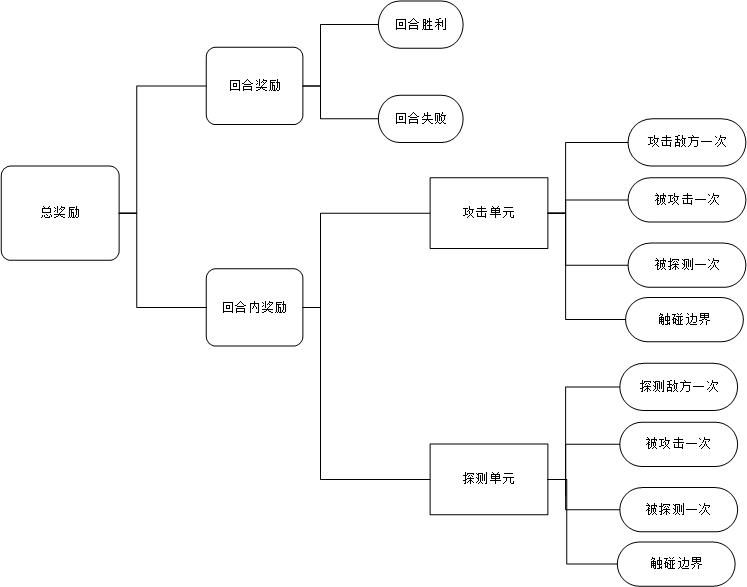 总奖励
回合奖励
回合胜利
回合失败
回合内奖励
攻击单元
攻击敌方一次
被攻击一次
被探测一次
触碰边界
探测单元
探测敌方一次
被攻击一次
被探测一次
触碰边界